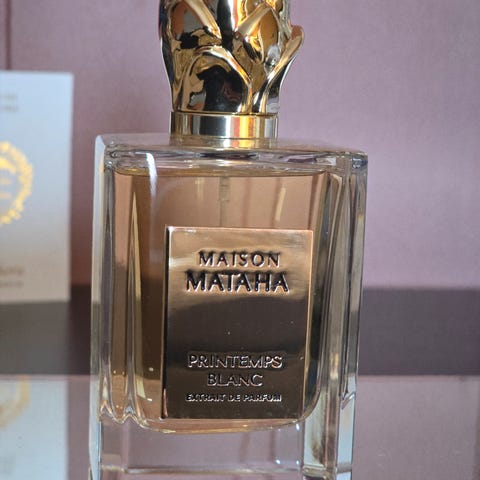 MAISON
MATAHA
PRINTEMPS
BLANC
EXTRAIT DE PARFUM